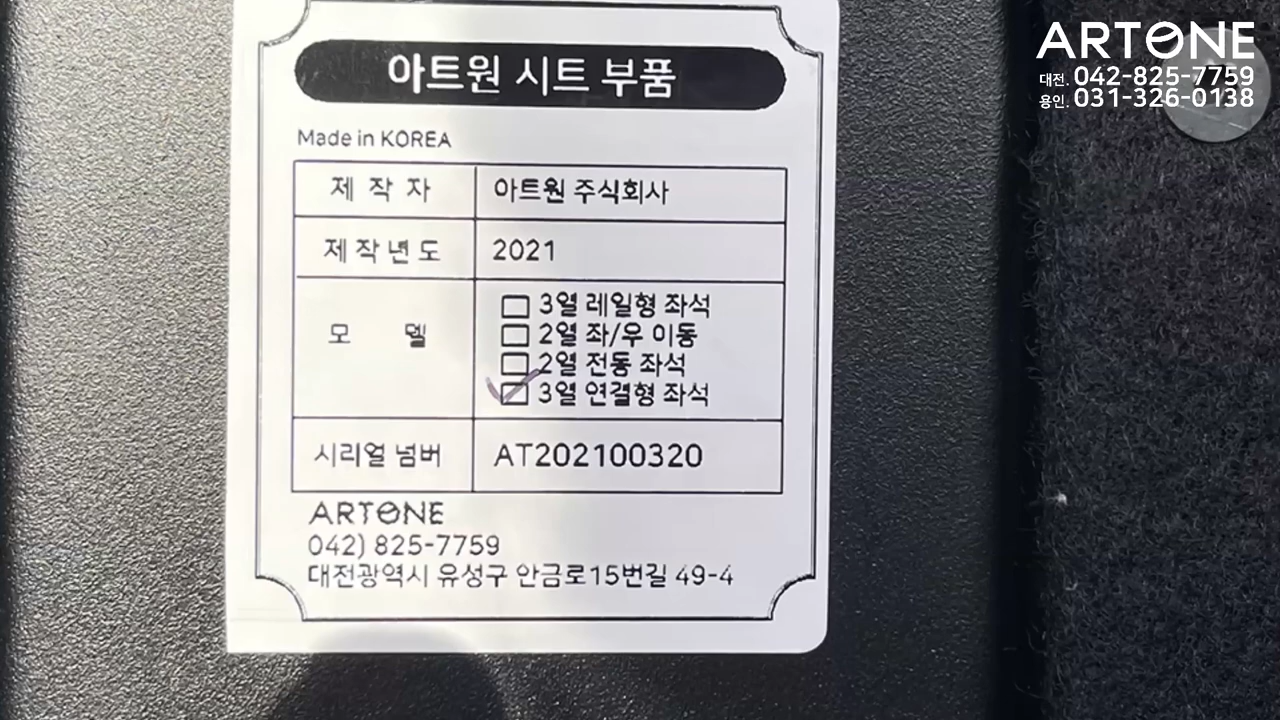 아트원 시트 부품
Made in KOREA
제 작 자 아트원 주식회사
제 작 년 도 2021
모 델
3열 레일형 좌석
2열 좌/우 이동
2열 전동 좌석
3열 연결형 좌석
시리얼 넘버 AT202100320
ARTONE
042) 825-7759
대전광역시 유성구 안금로15번길 49-4
ARTONE
대전. 042-825-7759
용인. 031-326-0138